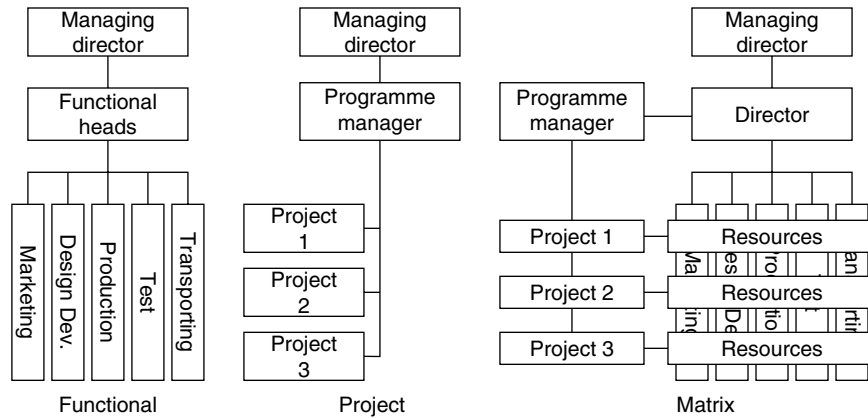 Managing
director
Functional
heads
Marketing
Design Dev.
Production
Test
Transporting
Functional
Managing
director
Programme
manager
Project
1
Project
2
Project
3
Project
Managing
director
Programme
manager
Director
Project 1
Resources
Project 2
Resources
Project 3
Resources
Matrix